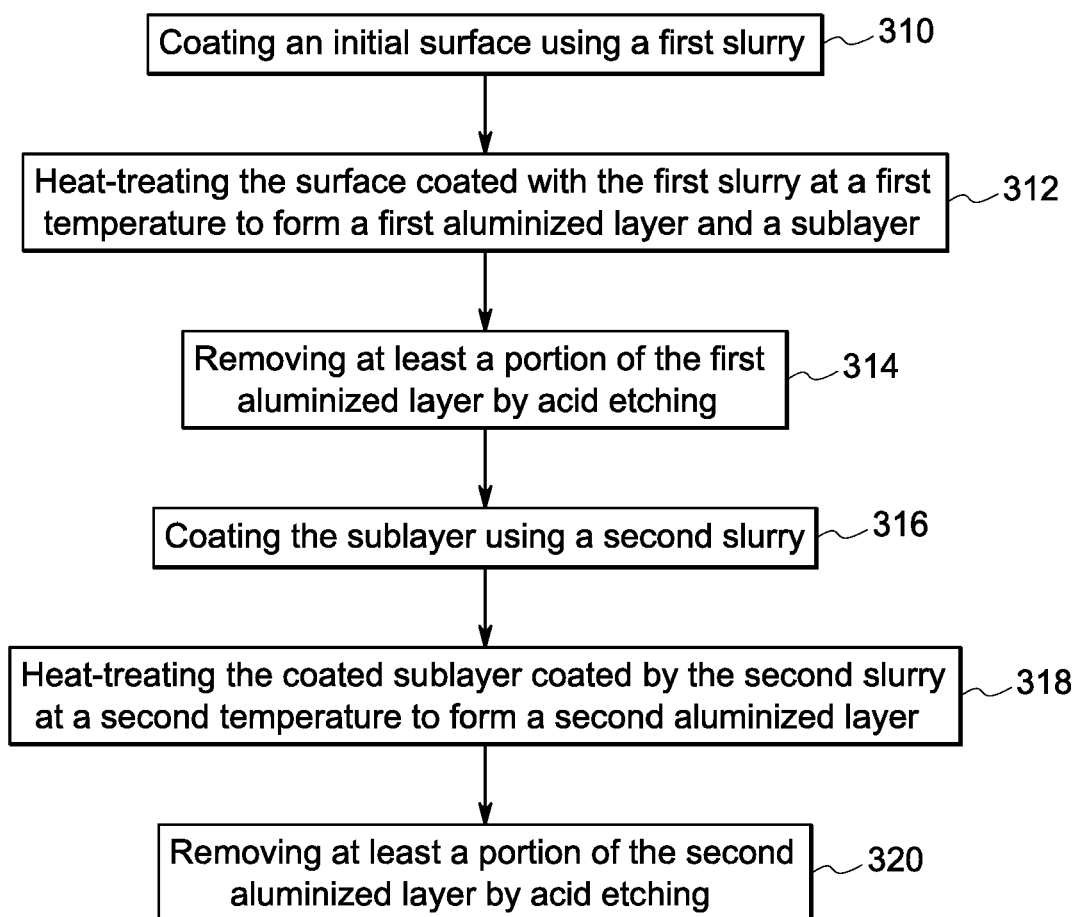 Coating an initial surface using a first slurry
310
Heat-treating the surface coated with the first slurry at a first
temperature to form a first aluminized layer and a sublayer
312
Removing at least a portion of the first
aluminized layer by acid etching
314
Coating the sublayer using a second slurry
316
Heat-treating the coated sublayer coated by the second slurry
at a second temperature to form a second aluminized layer
318
Removing at least a portion of the second
aluminized layer by acid etching
320